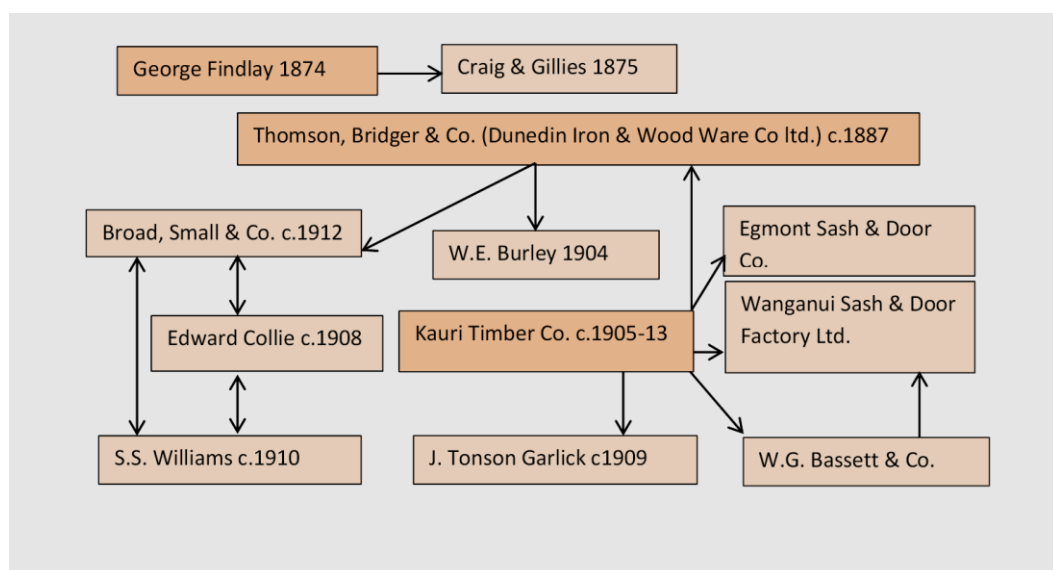 George Findlay 1874
Craig & Gillies 1875
Thomson, Bridger & Co. (Dunedin Iron & Wood Ware Co ltd.) c.1887
Broad, Small & Co. c.1912
W.E. Burley 1904
Egmont Sash & Door
Co.
Edward Collie c.1908
Kauri Timber Co. c.1905-13
Wanganui Sash & Door
Factory Ltd.
S.S. Williams c.1910
J. Tonson Garlick c1909
W.G. Bassett & Co.